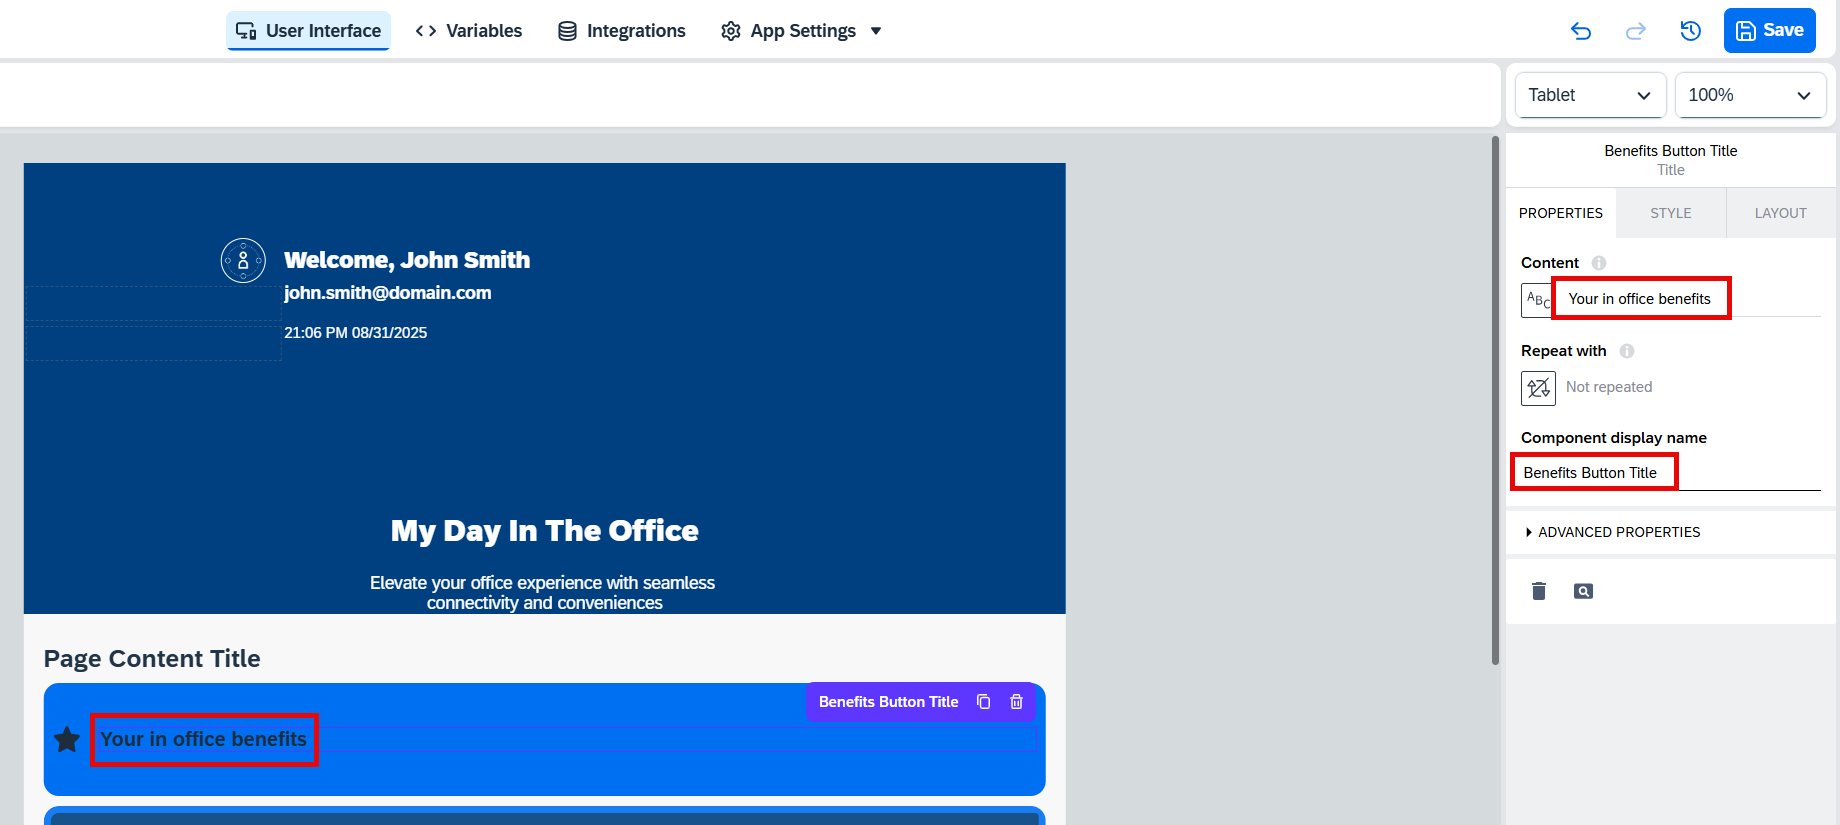 User Interface
Variables
Integrations
App Settings
Save
Tablet
100%
Benefits Button Title
Title
PROPERTIES
STYLE
LAYOUT
Content
ABC
Your in office benefits
Repeat with
Not repeated
Component display name
Benefits Button Title
ADVANCED PROPERTIES
Welcome, John Smith
john.smith@domain.com
21:06 PM 08/31/2025
My Day In The Office
Elevate your office experience with seamless
connectivity and conveniences
Page Content Title
Benefits Button Title
Your in office benefits